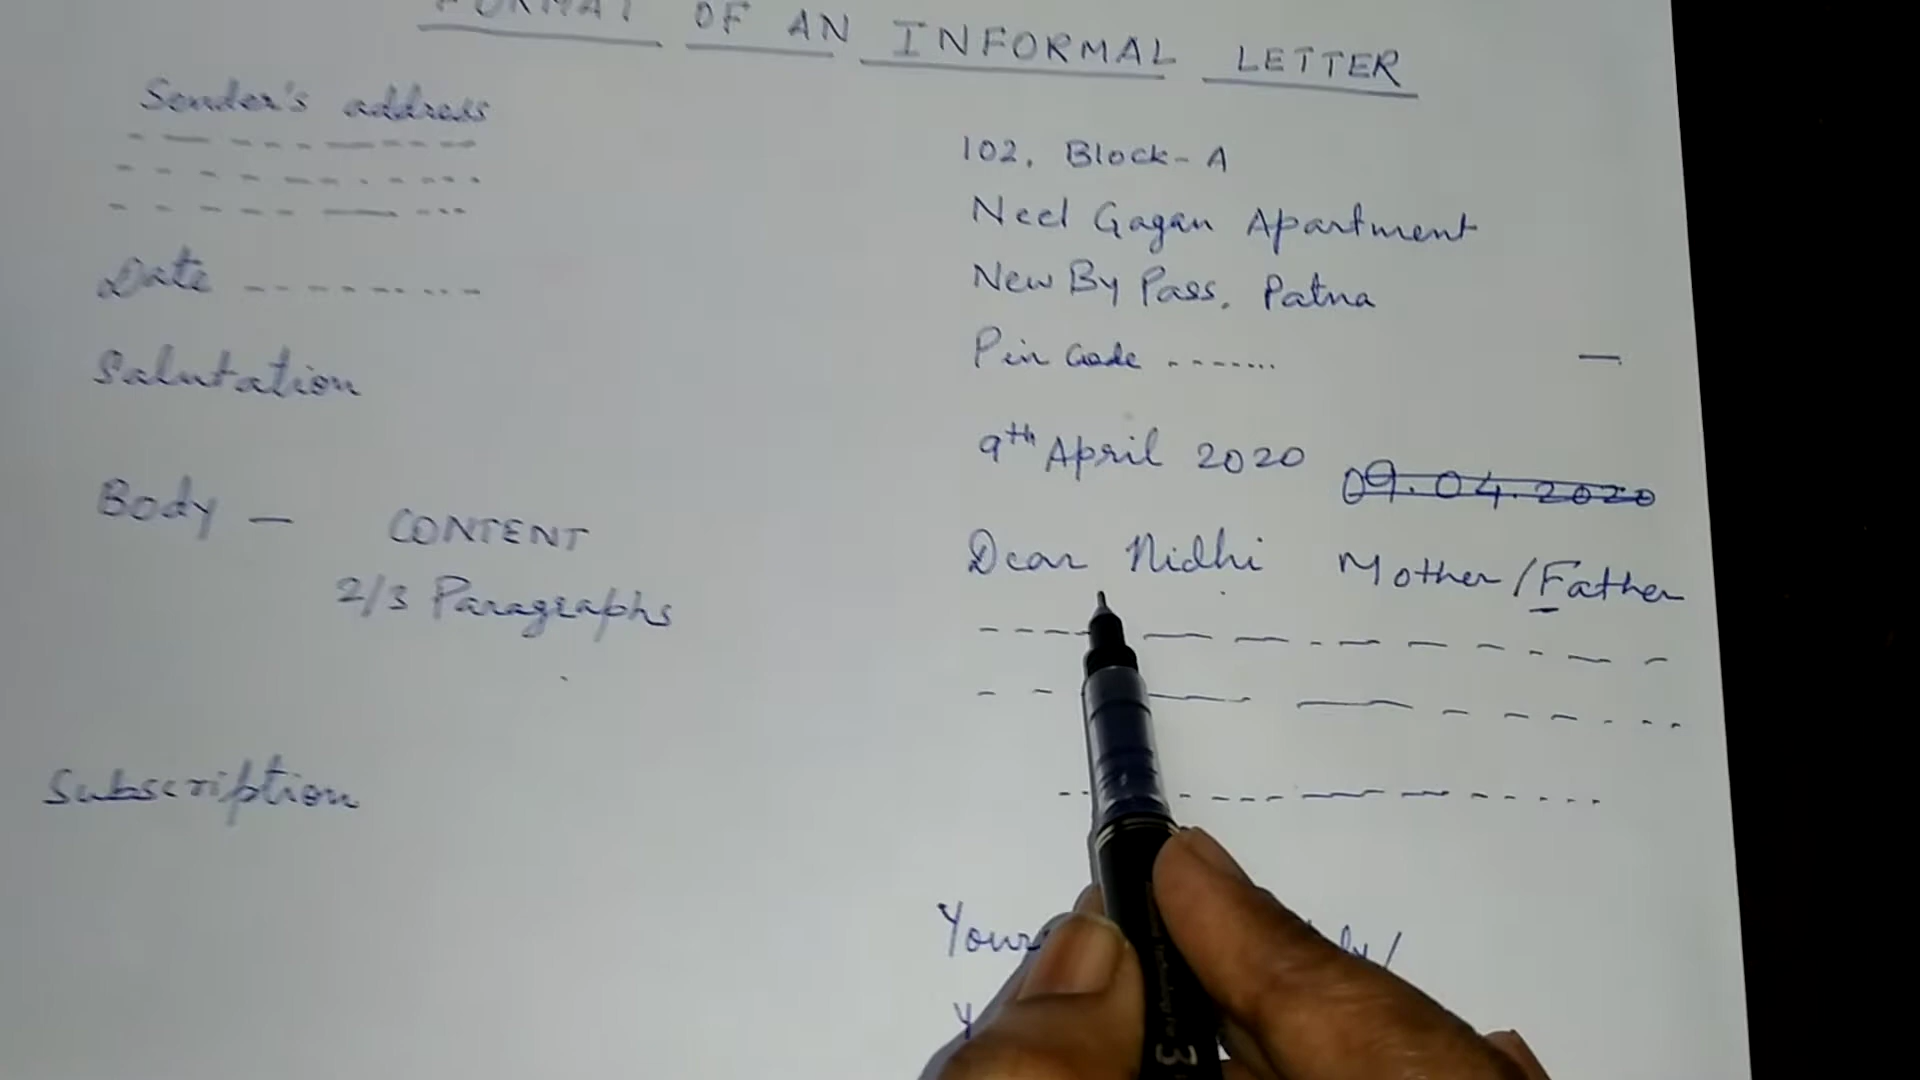 FORMAT OF AN INFORMAL LETTER
Sender's address
Date
Salutation
Body - CONTENT
2/3 Paragraphs
Subscription
102, Block-A
Neel Gagan Apartment
New By Pass, Patna
Pin Code .......
9th April 2020 09.04.2020
Dear Nidhi Mother/Father